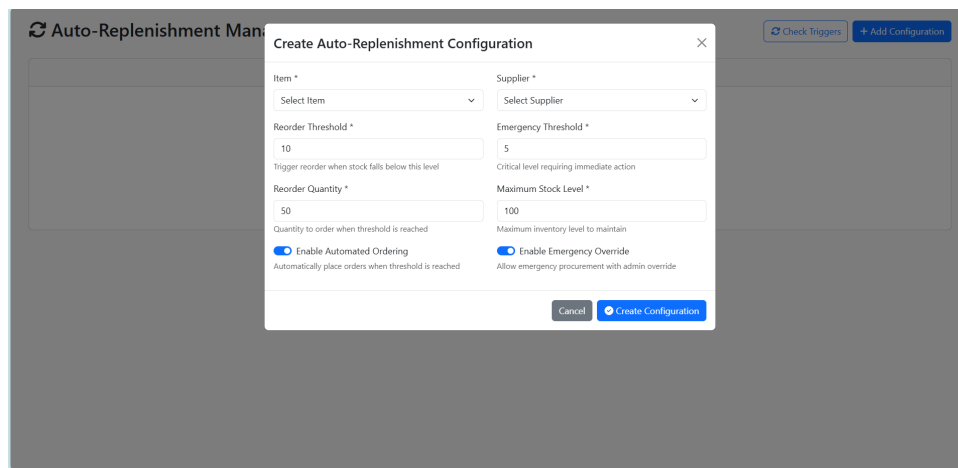 Auto-Replenishment Mana
Check Triggers
+ Add Configuration
Create Auto-Replenishment Configuration
Item *
Supplier *
Select Item
Select Supplier
Reorder Threshold *
Emergency Threshold *
10
5
Trigger reorder when stock falls below this level
Critical level requiring immediate action
Reorder Quantity *
Maximum Stock Level *
50
100
Quantity to order when threshold is reached
Maximum inventory level to maintain
Enable Automated Ordering
Enable Emergency Override
Automatically place orders when threshold is reached
Allow emergency procurement with admin override
Cancel
Create Configuration